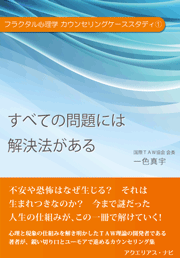 フラクタル心理学 カウンセリングケーススタディ1
すべての問題には
解決法がある
国際TAW協会 会長
一色真宇
不安や恐怖はなぜ生じる? それは
生まれつきなのか? 今まで謎だった
人生の仕組みが、この一冊で解けていく!
心理と現象の仕組みを解き明かしたTAW理論の開発者である
著者が、鋭い切り口とユーモアで進めるカウンセリング集
アクエリアス・ナビ